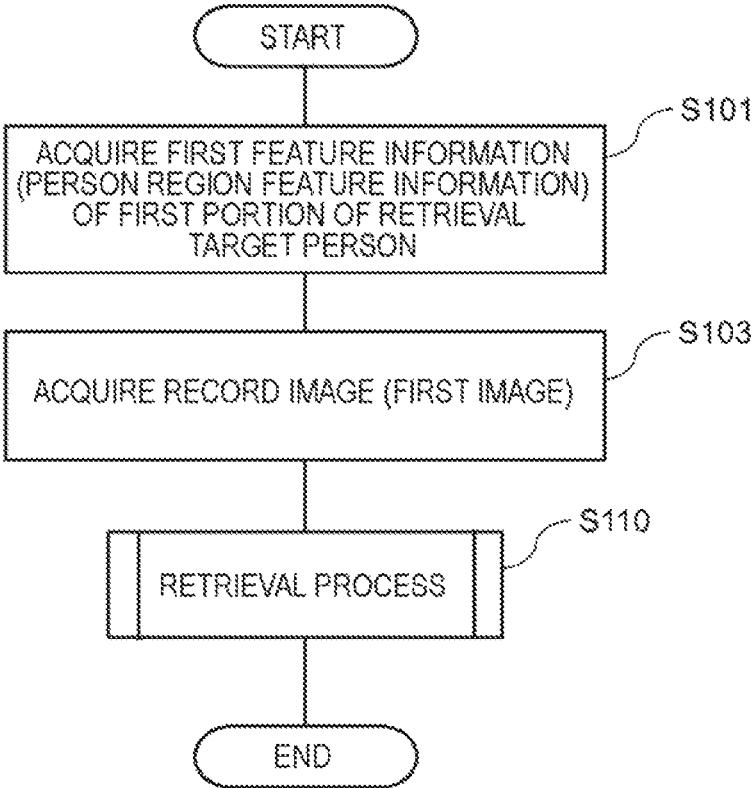 START
S101
ACQUIRE FIRST FEATURE INFORMATION
(PERSON REGION FEATURE INFORMATION)
OF FIRST PORTION OF RETRIEVAL
TARGET PERSON
S103
ACQUIRE RECORD IMAGE (FIRST IMAGE)
S110
RETRIEVAL PROCESS
END